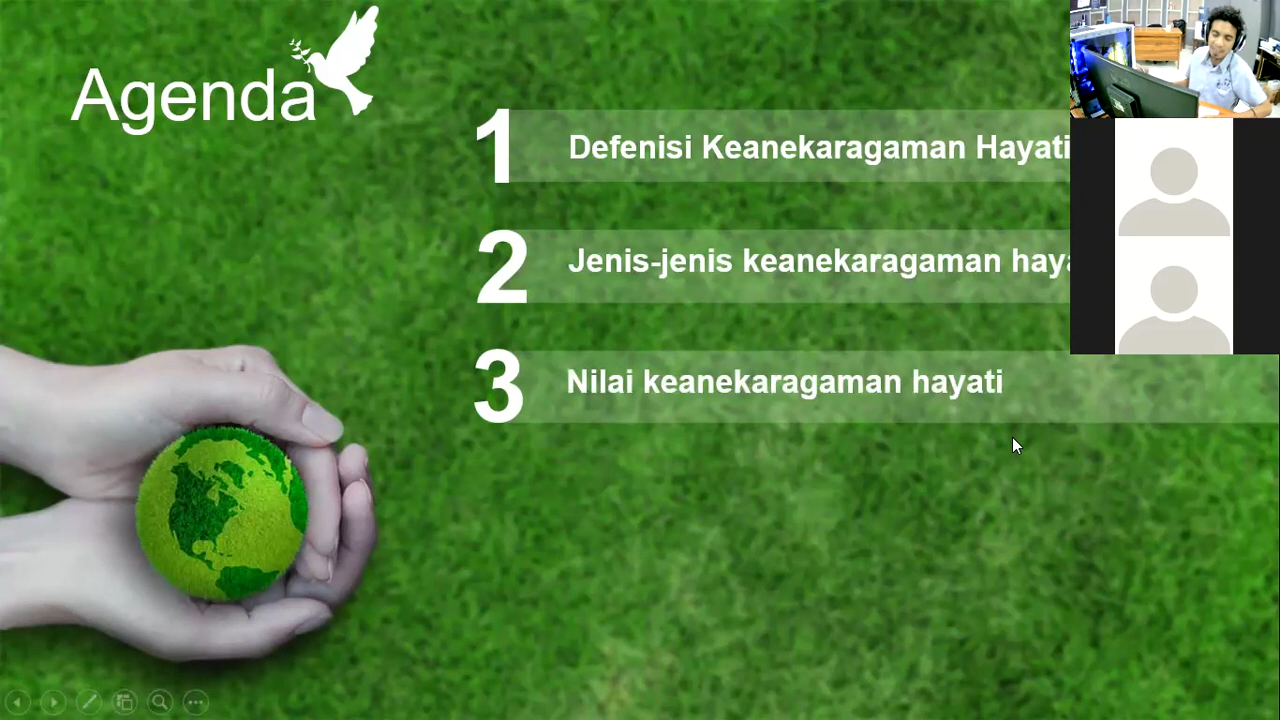 Agenda
1 Defenisi Keanekaragaman Hayati
2 Jenis-jenis keanekaragaman
3 Nilai keanekaragaman hayati